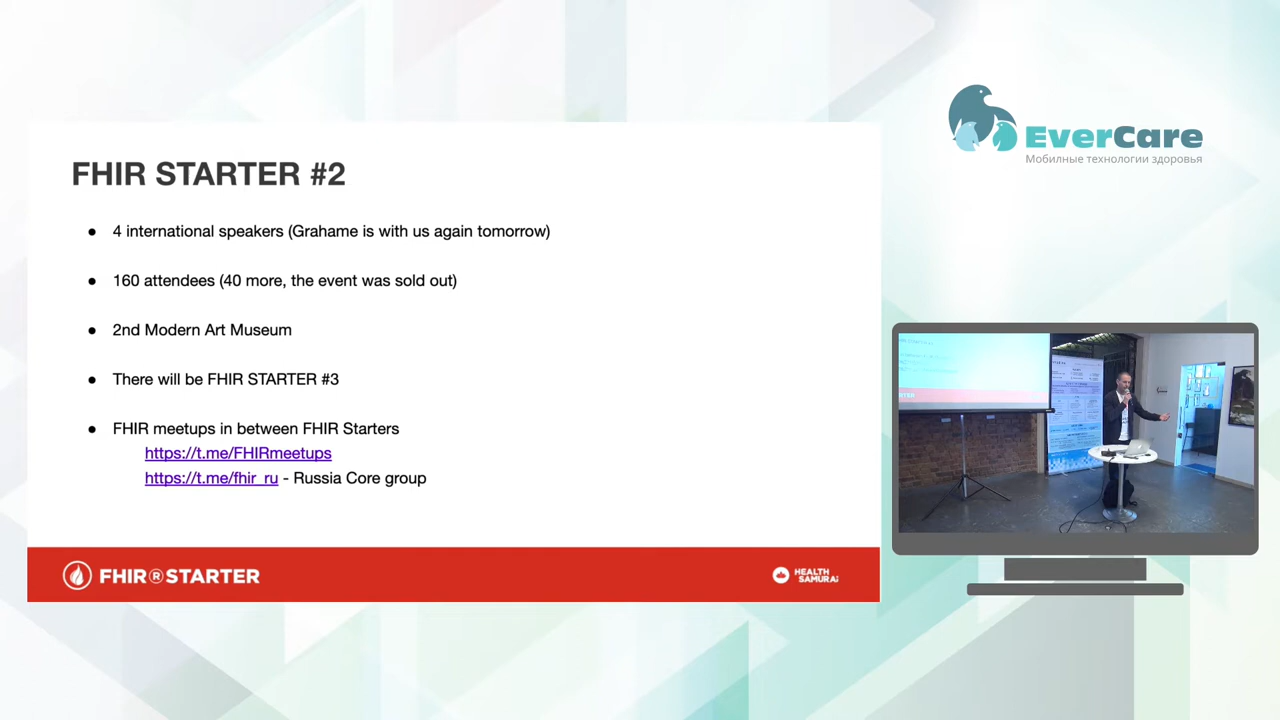 FHIR STARTER #2
● 4 international speakers (Grahame is with us again tomorrow)
● 160 attendees (40 more, the event was sold out)
● 2nd Modern Art Museum
● There will be FHIR STARTER #3
● FHIR meetups in between FHIR Starters
https://t.me/FHIRmeetups
https://t.me/fhir_ru - Russia Core group
FHIR®STARTER
HEALTH
SAMURAI
EverCare
Мобилные технологии здоровья